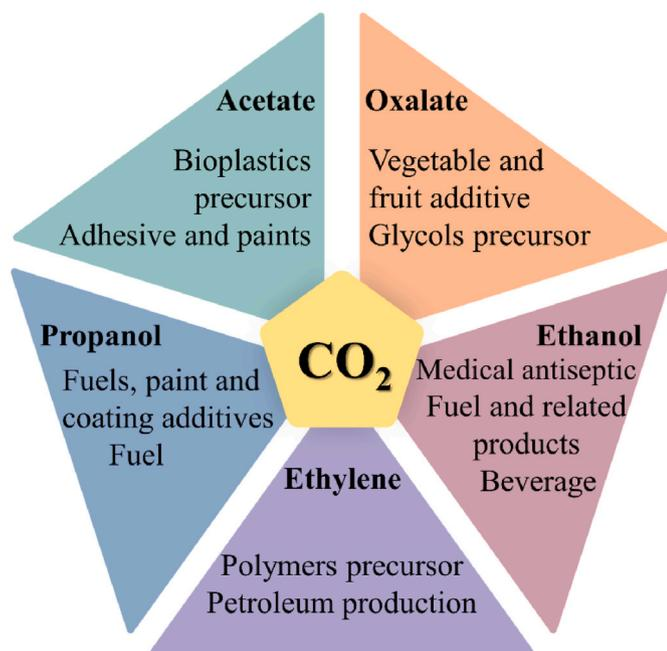 Acetate
Bioplastics
precursor
Adhesive and paints
Oxalate
Vegetable and
fruit additive
Glycols precursor
Propanol
Fuels, paint and
coating additives
Fuel
CO₂
Ethanol
Medical antiseptic
Fuel and related
products
Beverage
Ethylene
Polymers precursor
Petroleum production